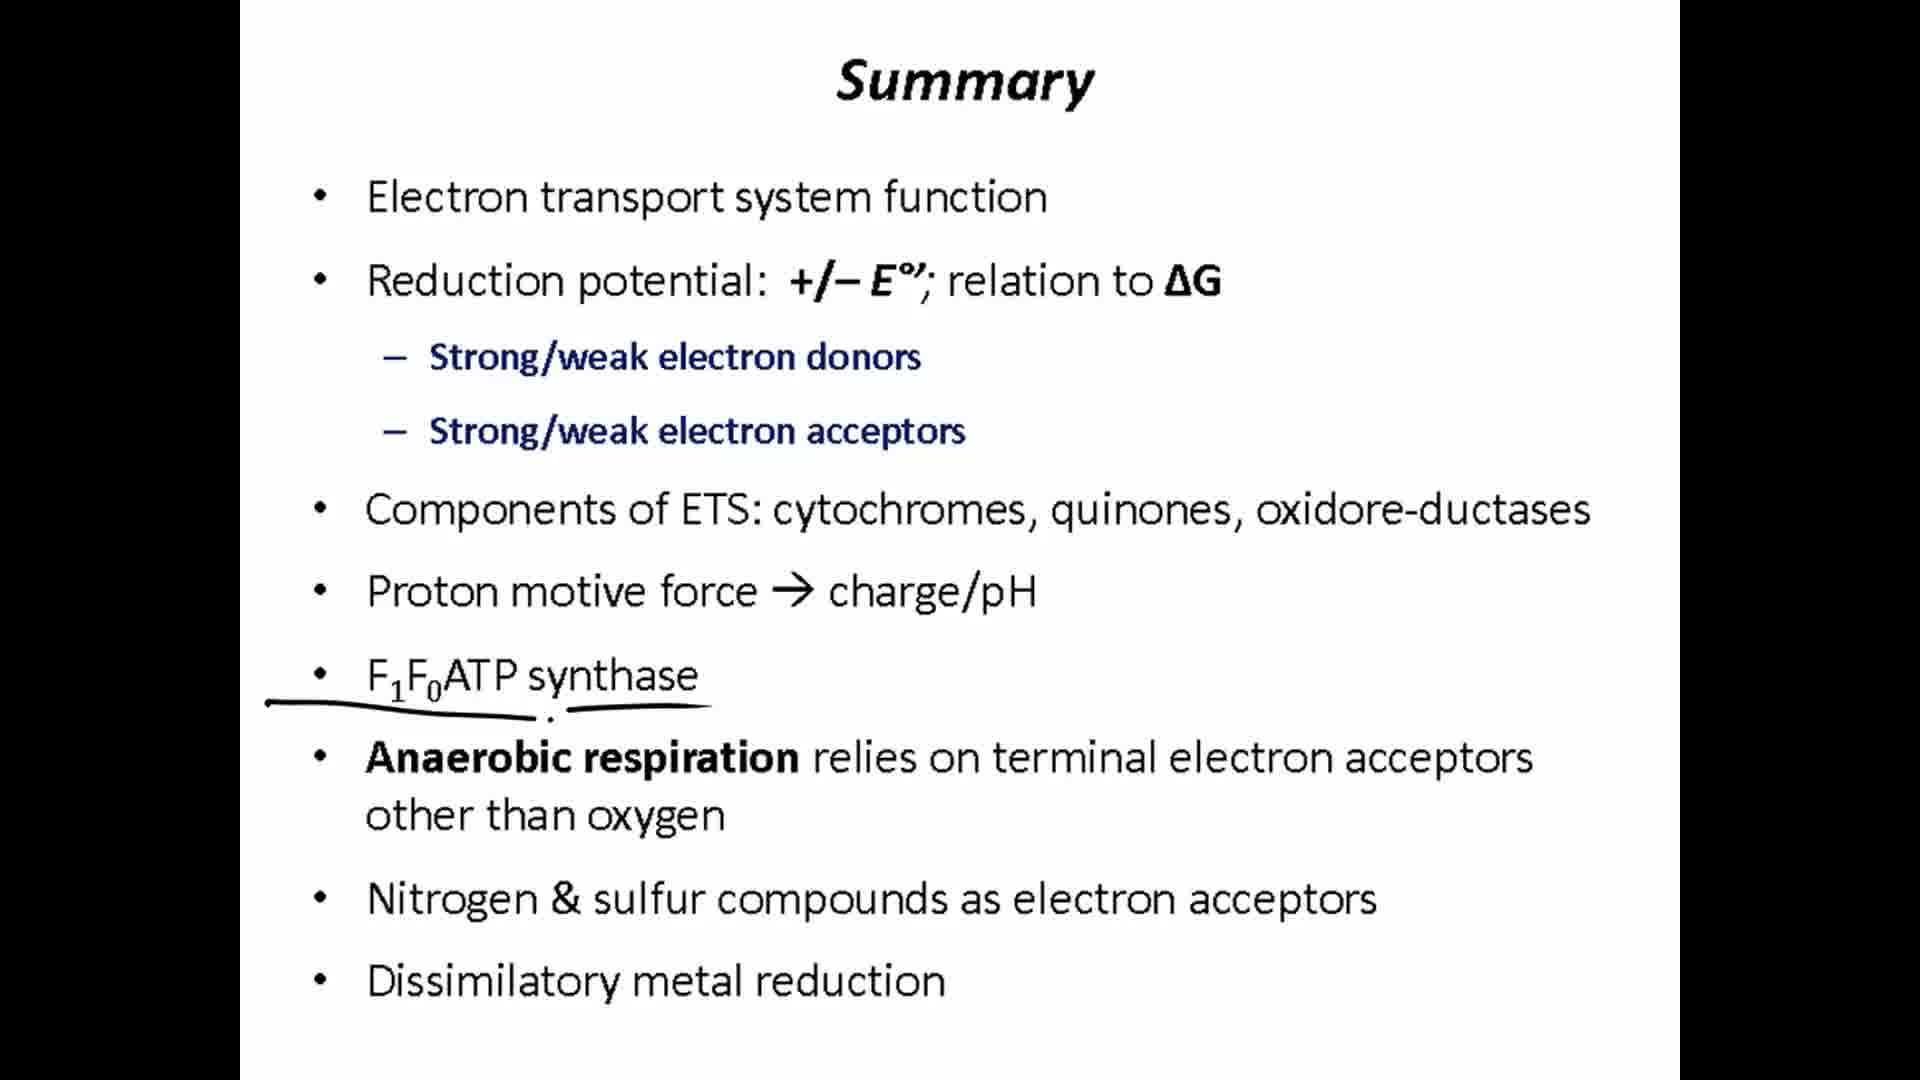 Summary
• Electron transport system function
• Reduction potential: +/– E°′; relation to ΔG
– Strong/weak electron donors
– Strong/weak electron acceptors
• Components of ETS: cytochromes, quinones, oxidore-ductases
• Proton motive force → charge/pH
• F₁F₀ATP synthase
• Anaerobic respiration relies on terminal electron acceptors
other than oxygen
• Nitrogen & sulfur compounds as electron acceptors
• Dissimilatory metal reduction